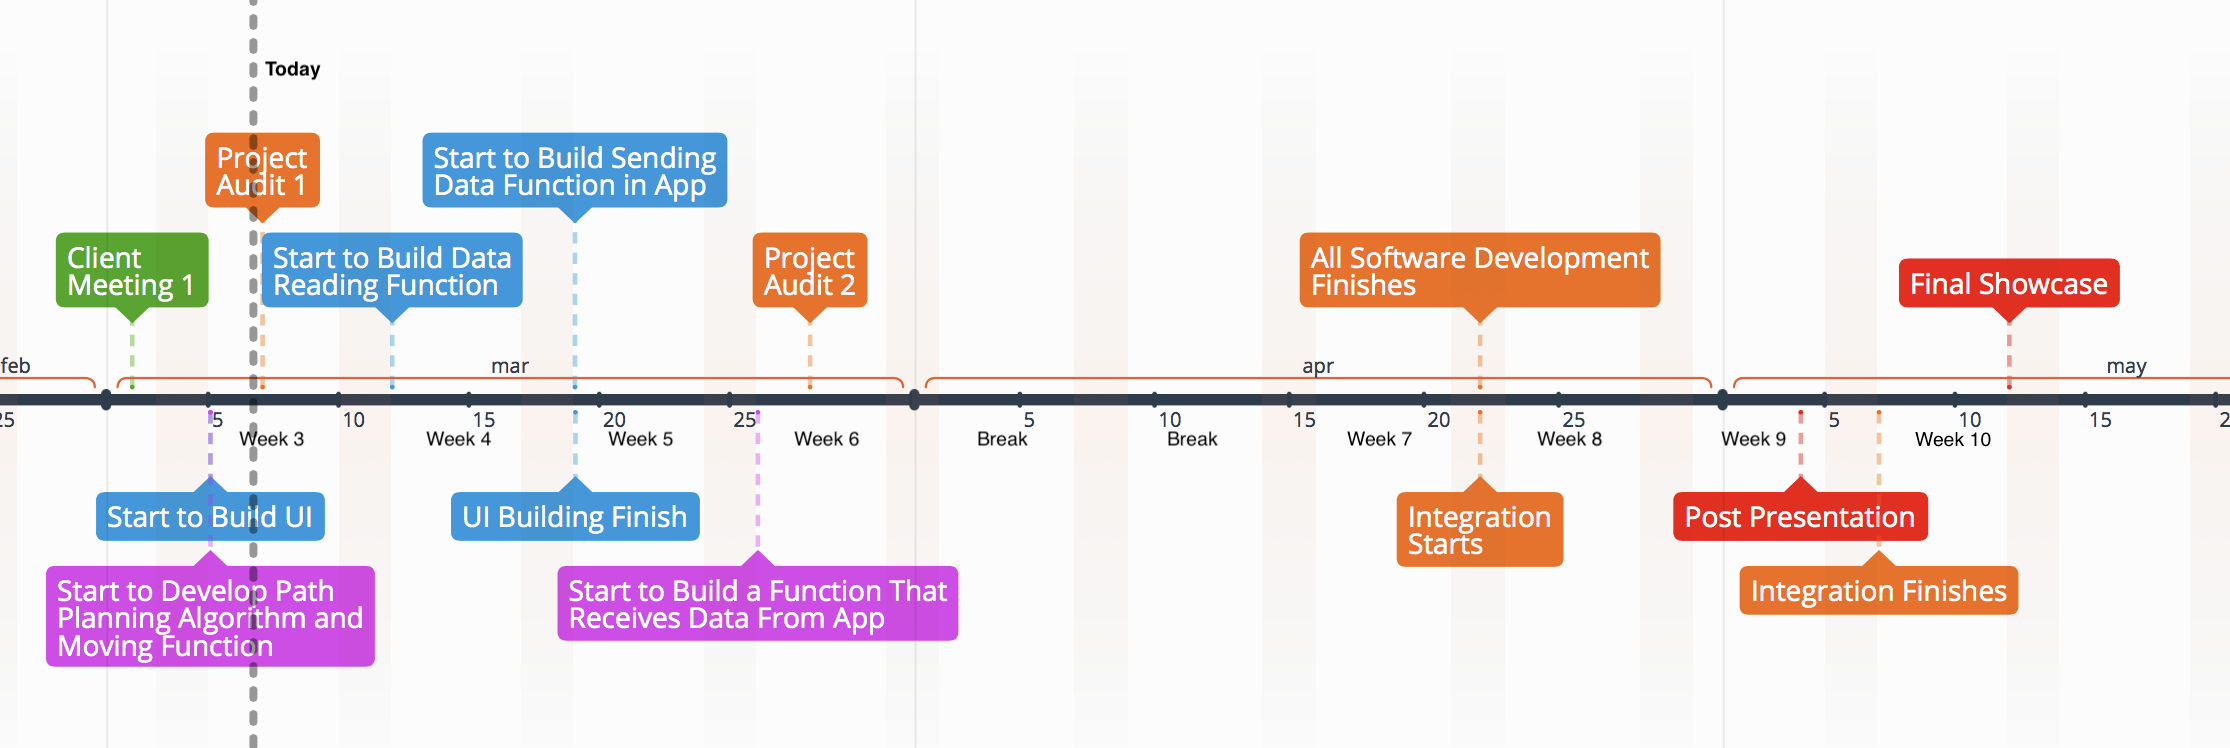 Today
Project
Audit 1
Start to Build Sending
Data Function in App
Client
Meeting 1
Start to Build Data
Reading Function
Project
Audit 2
All Software Development
Finishes
Final Showcase
feb
mar
apr
may
25
5
10
15
20
25
5
10
15
20
25
5
10
15
2
Week 3
Week 4
Week 5
Week 6
Break
Break
Week 7
Week 8
Week 9
Week 10
Start to Build UI
UI Building Finish
Integration
Starts
Post Presentation
Start to Develop Path
Planning Algorithm and
Moving Function
Start to Build a Function That
Receives Data From App
Integration Finishes